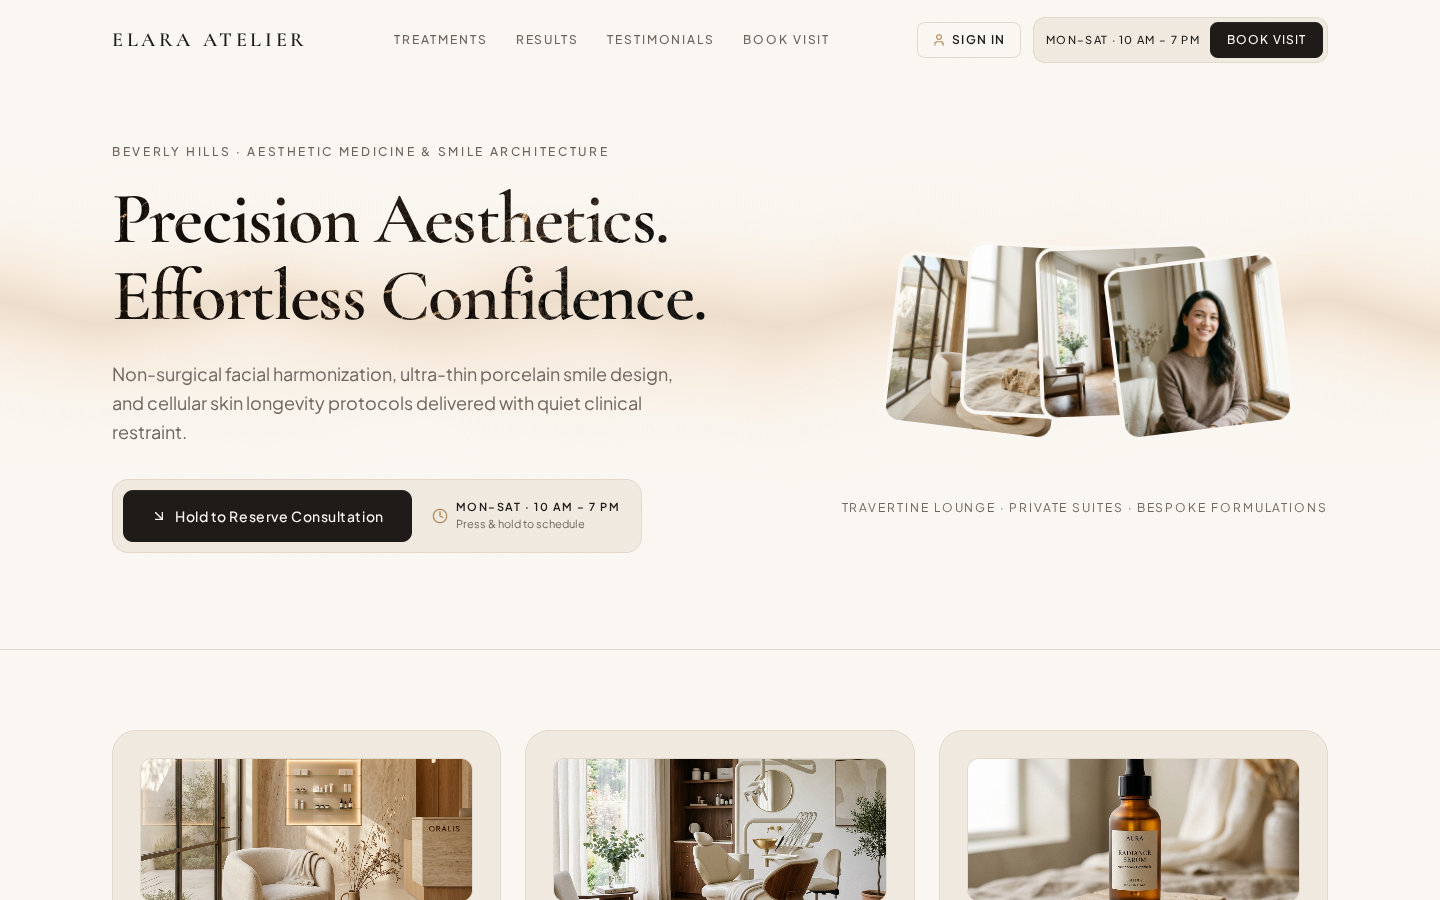 ELARA ATELIER
TREATMENTS
RESULTS
TESTIMONIALS
BOOK VISIT
SIGN IN
MON–SAT · 10 AM – 7 PM
BOOK VISIT
BEVERLY HILLS · AESTHETIC MEDICINE & SMILE ARCHITECTURE
Precision Aesthetics.
Effortless Confidence.
Non-surgical facial harmonization, ultra-thin porcelain smile design,
and cellular skin longevity protocols delivered with quiet clinical
restraint.
Hold to Reserve Consultation
MON–SAT · 10 AM – 7 PM
Press & hold to schedule
TRAVERTINE LOUNGE · PRIVATE SUITES · BESPOKE FORMULATIONS
ORALIS
AURA
RADIANCE
SERUM